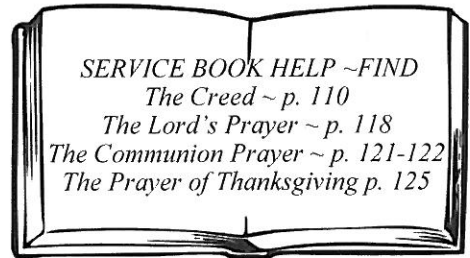 SERVICE BOOK HELP ~FIND
The Creed ~ p. 110
The Lord's Prayer ~ p. 118
The Communion Prayer ~ p. 121-122
The Prayer of Thanksgiving p. 125